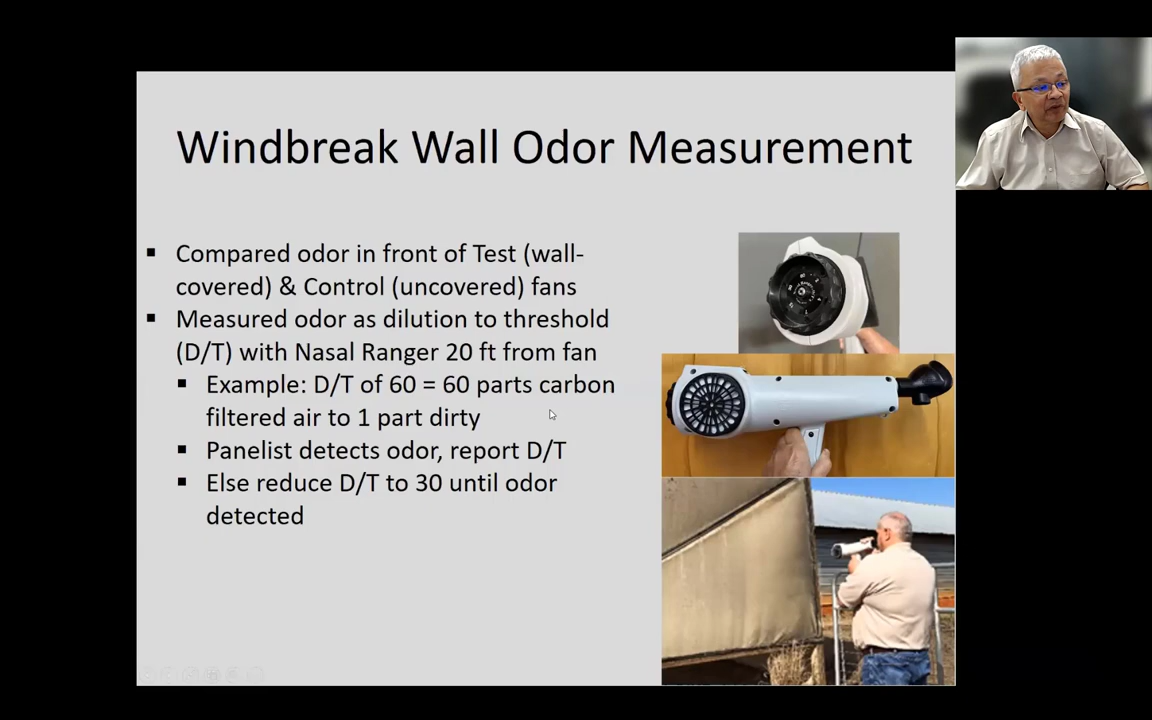 Windbreak Wall Odor Measurement
▪ Compared odor in front of Test (wall-
covered) & Control (uncovered) fans
▪ Measured odor as dilution to threshold
(D/T) with Nasal Ranger 20 ft from fan
▪ Example: D/T of 60 = 60 parts carbon
filtered air to 1 part dirty
▪ Panelist detects odor, report D/T
▪ Else reduce D/T to 30 until odor
detected